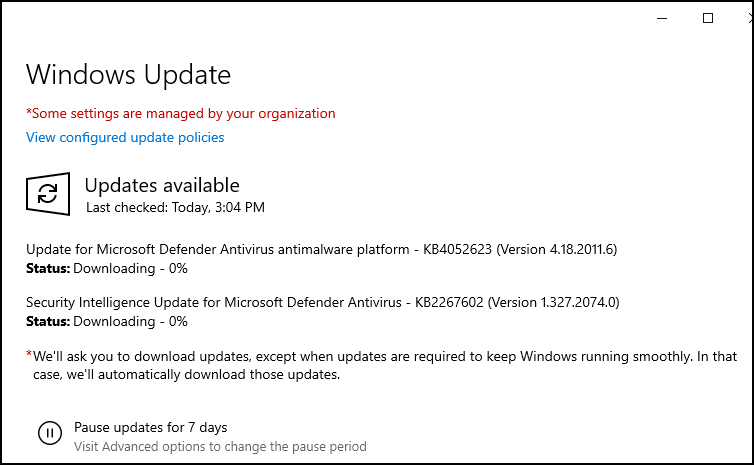 Windows Update
*Some settings are managed by your organization
View configured update policies
Updates available
Last checked: Today, 3:04 PM
Update for Microsoft Defender Antivirus antimalware platform - KB4052623 (Version 4.18.2011.6)
Status: Downloading - 0%
Security Intelligence Update for Microsoft Defender Antivirus - KB2267602 (Version 1.327.2074.0)
Status: Downloading - 0%
*We'll ask you to download updates, except when updates are required to keep Windows running smoothly. In that
case, we'll automatically download those updates.
Pause updates for 7 days
Visit Advanced options to change the pause period